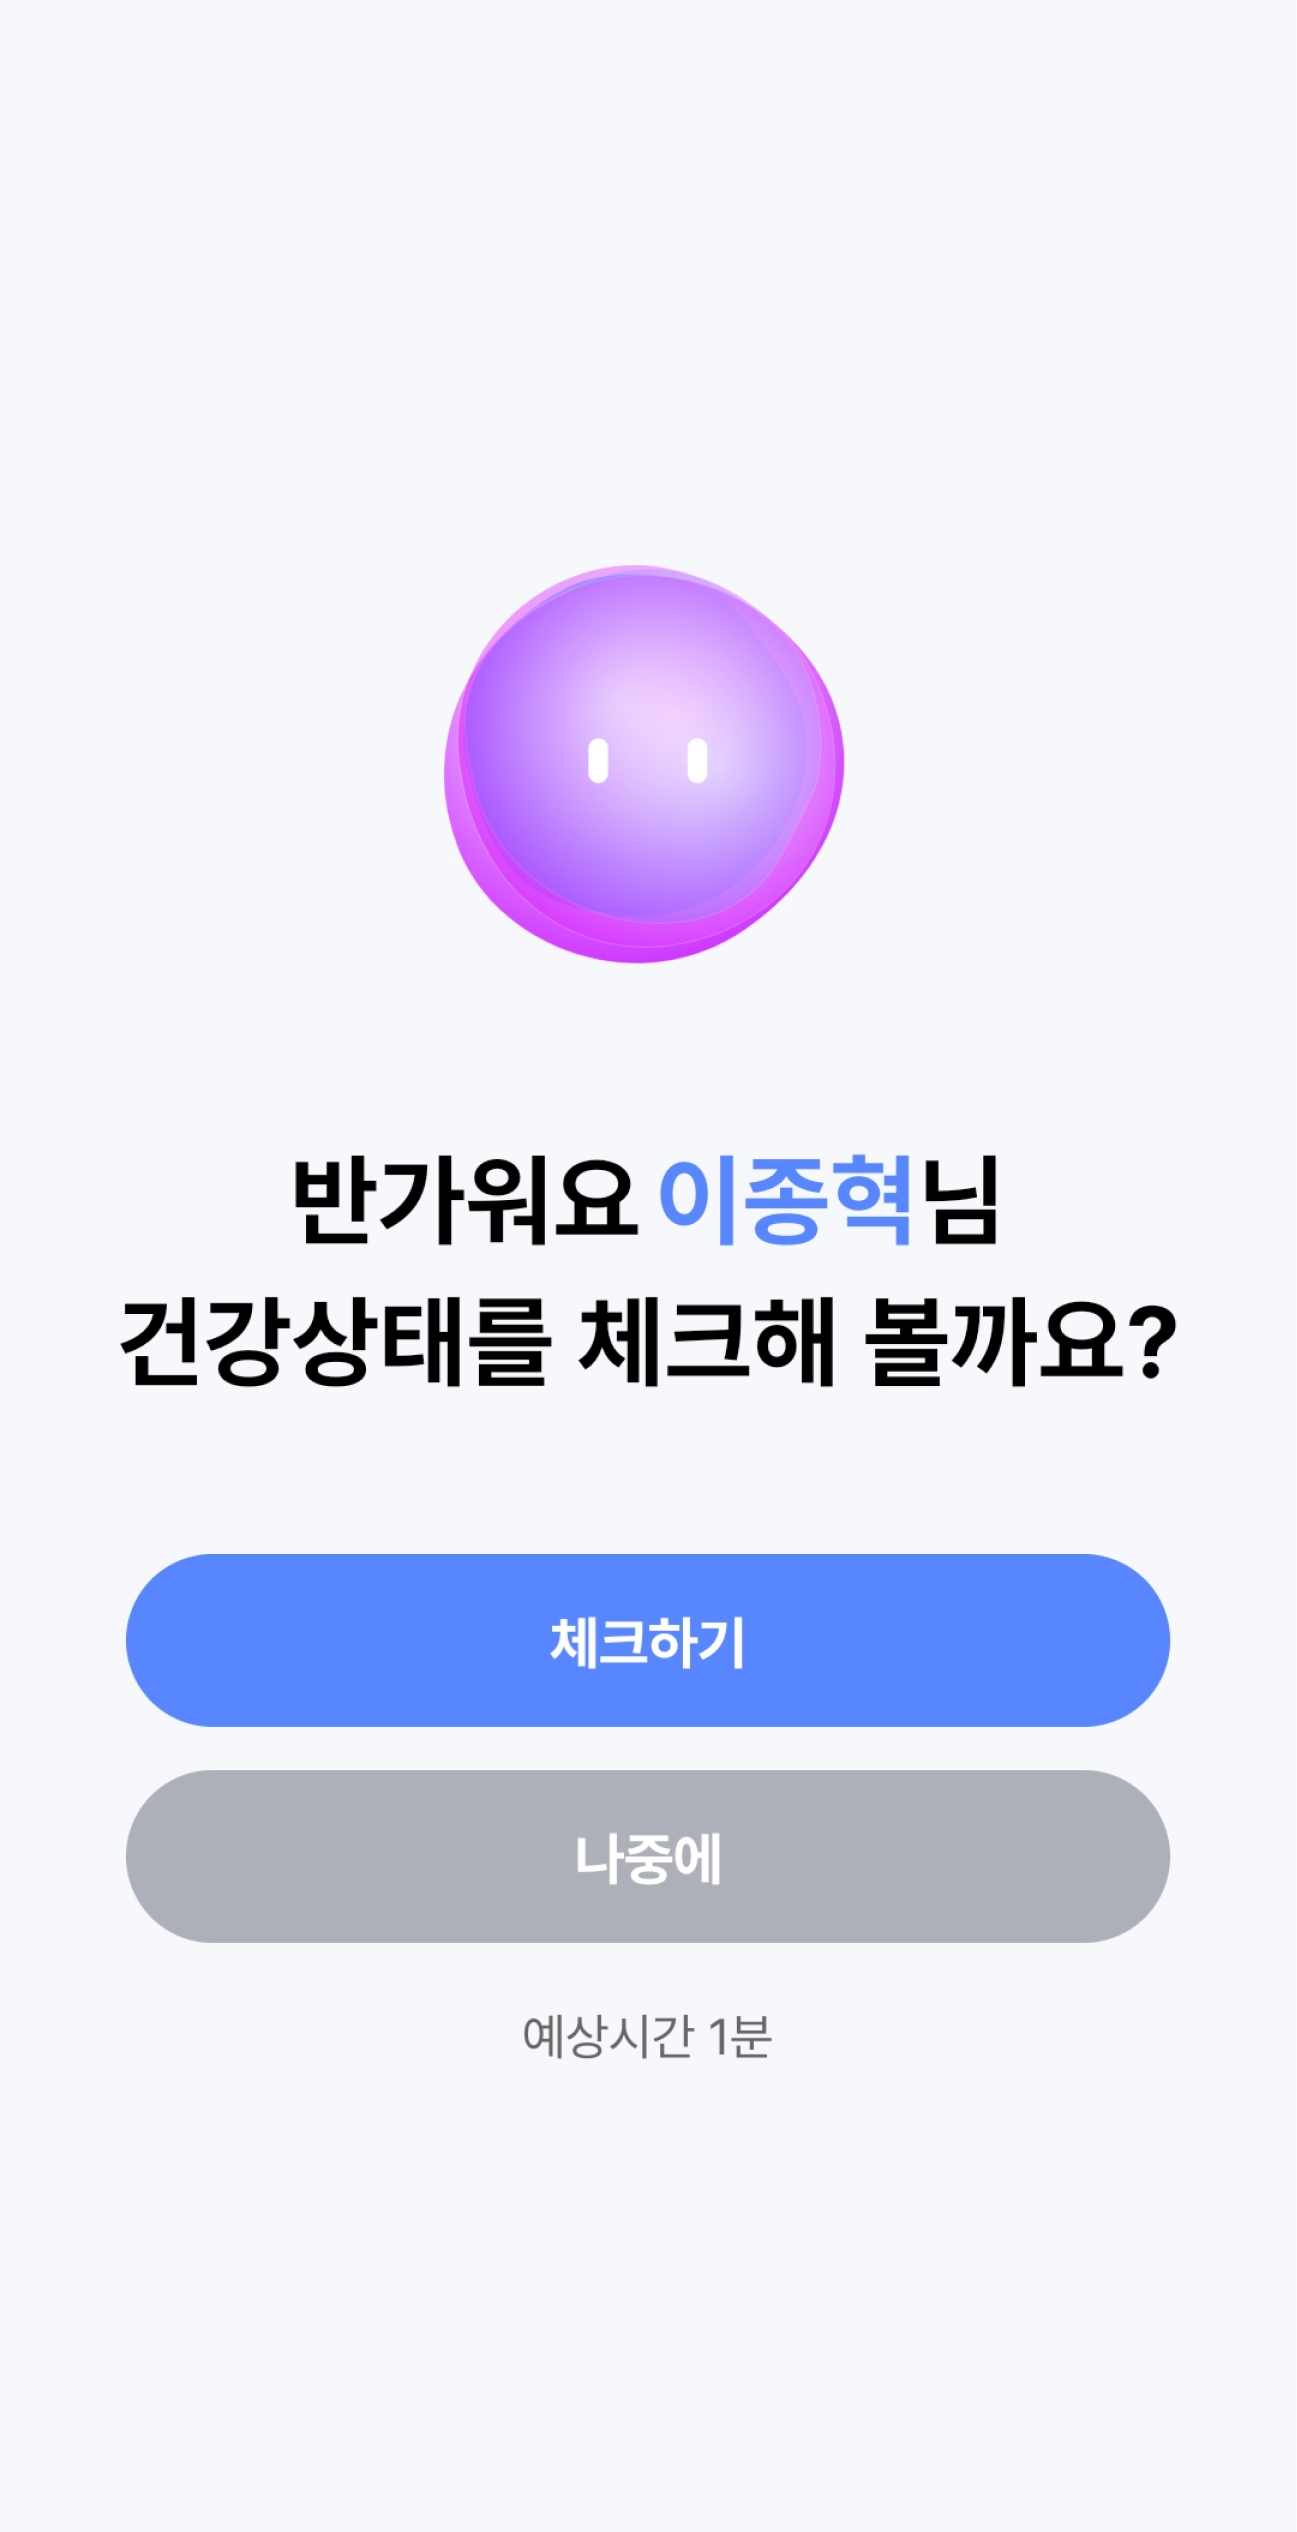 반가워요 이종혁님
건강상태를 체크해 볼까요?
체크하기
나중에
예상시간 1분